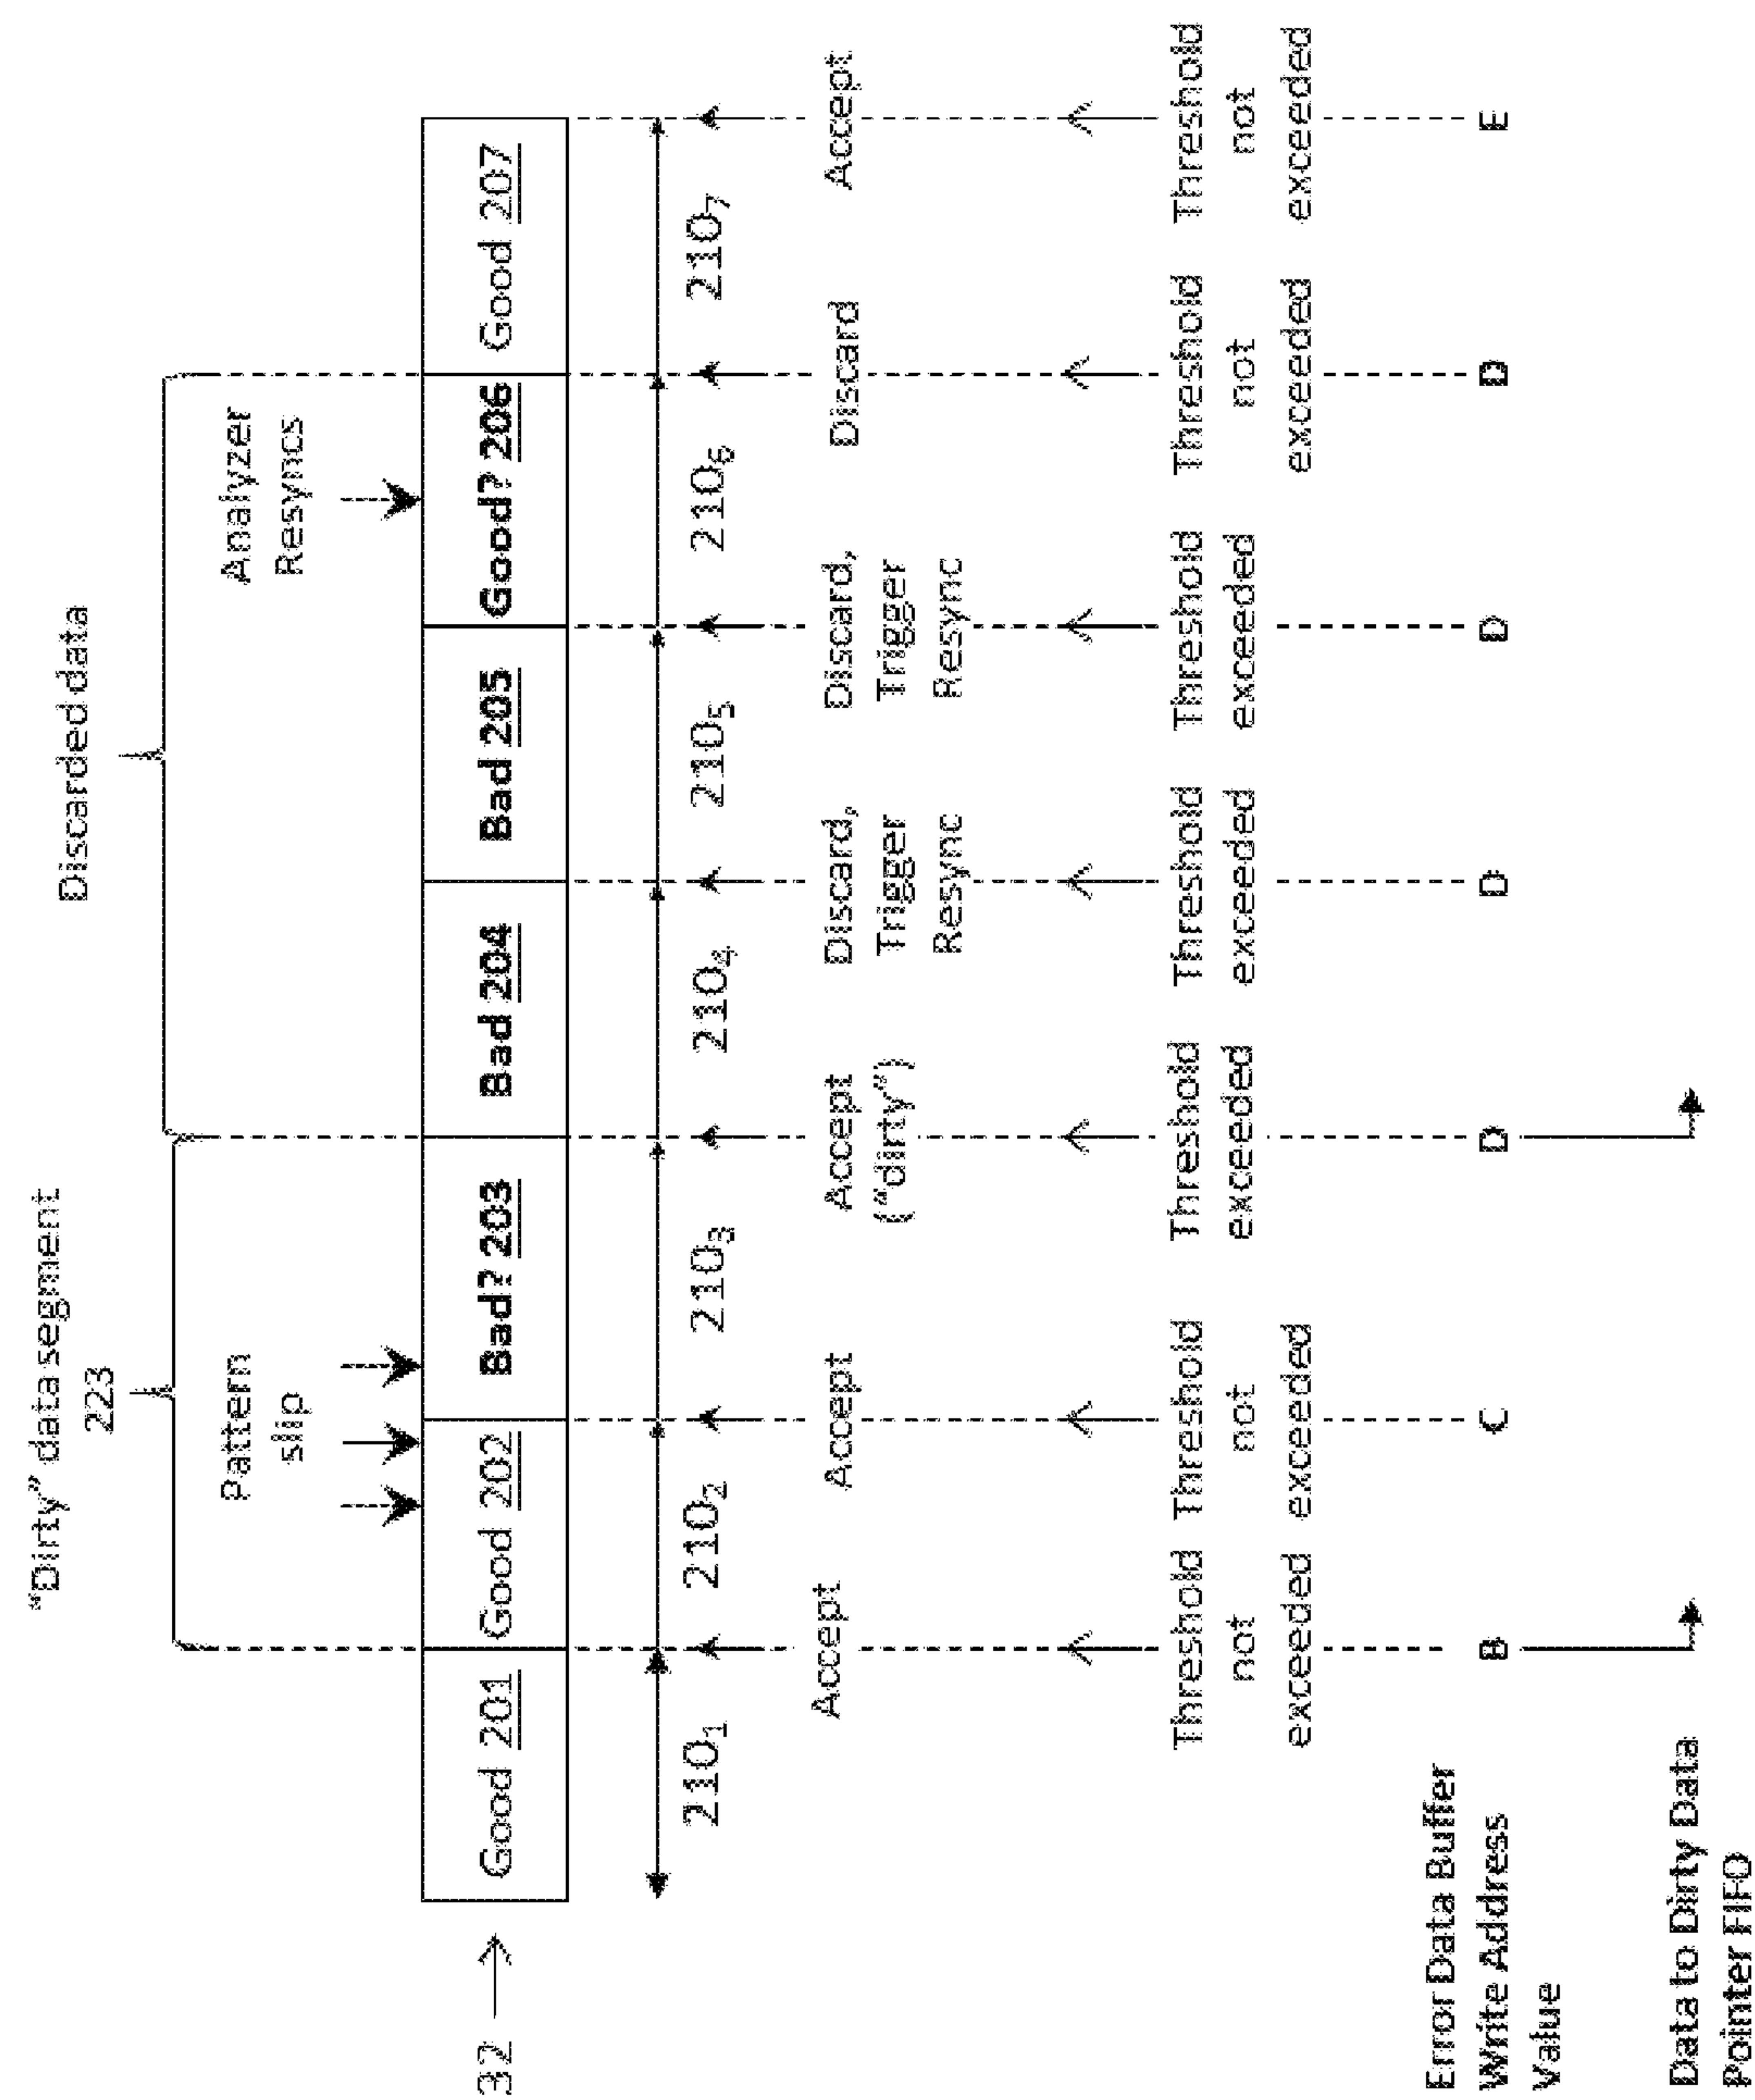 "Dirty" data segment
223
Discarded data
Pattern
slip
Analyzer
Resyncs
32
Good 201
Good 202
Bad? 203
Bad 204
Bad 205
Good? 206
Good 207
210₁
210₂
210₃
210₄
210₅
210₆
210₇
Accept
Accept
Accept
("dirty")
Discard,
Trigger
Resync
Discard,
Trigger
Resync
Discard
Accept
Threshold
not
exceeded
Threshold
not
exceeded
Threshold
exceeded
Threshold
exceeded
Threshold
exceeded
Threshold
not
exceeded
Threshold
not
exceeded
Error Data Buffer
Write Address
Value
B
C
D
D
D
D
E
Data to Dirty Data
Pointer FIFO